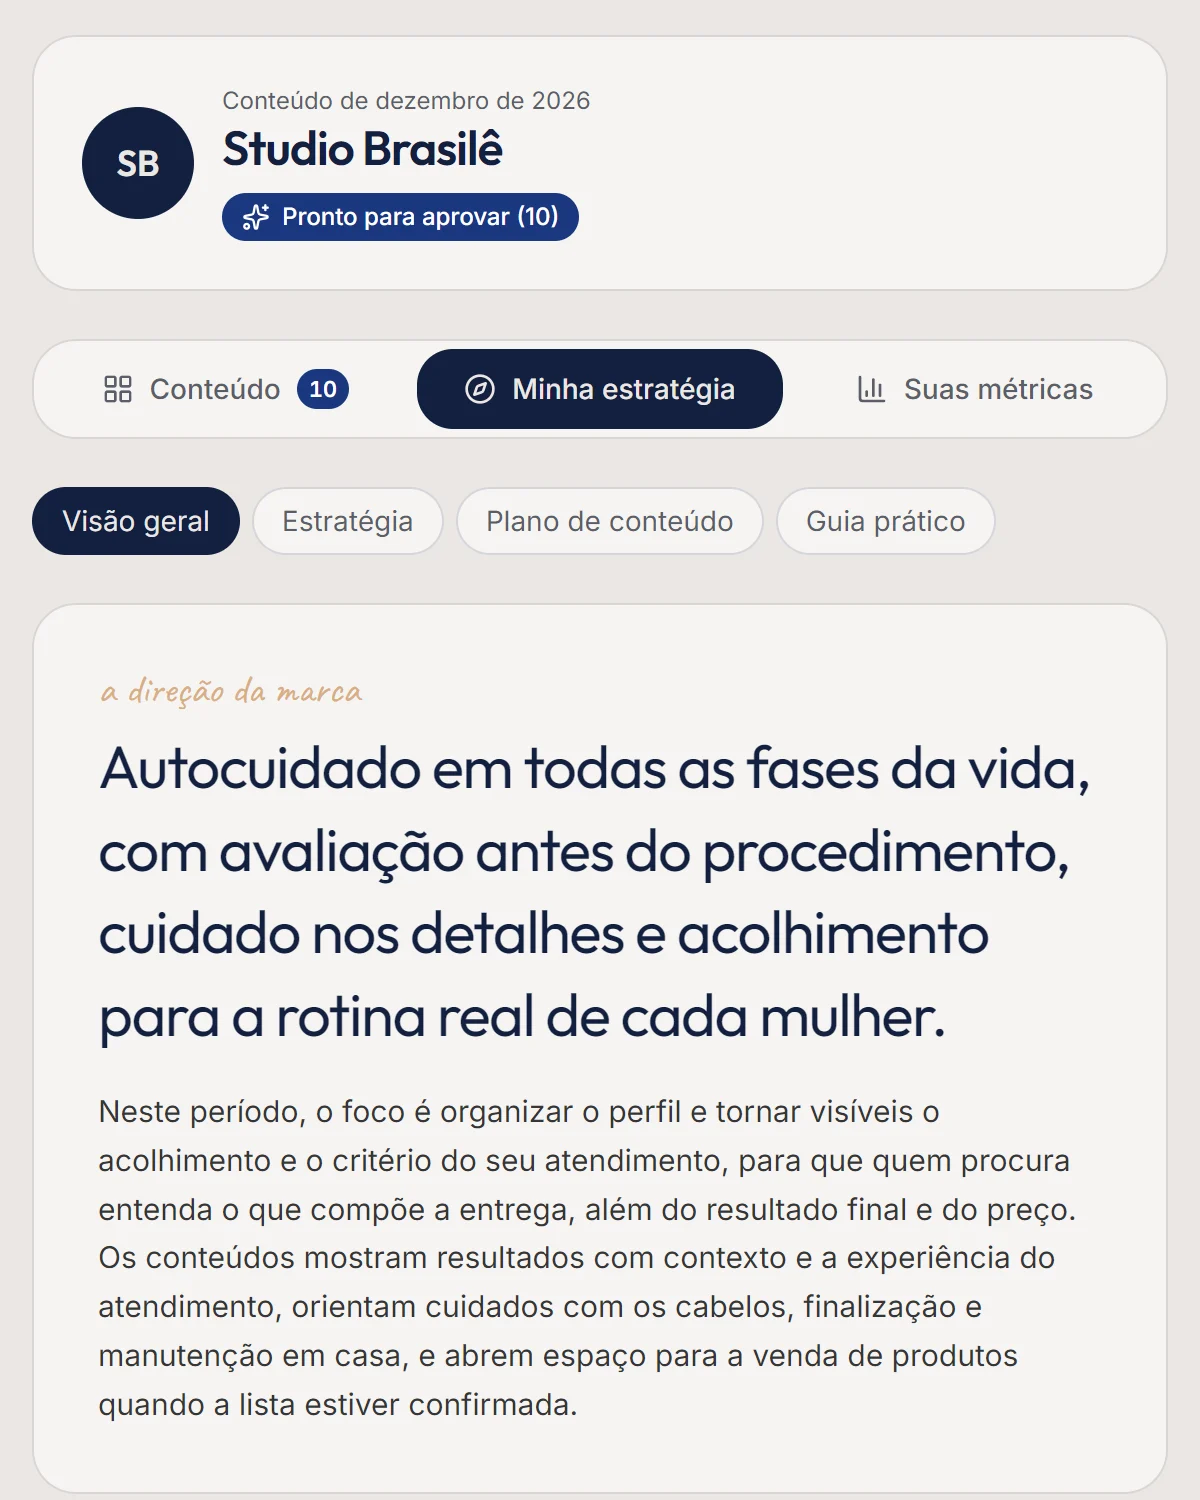 Conteúdo de dezembro de 2026
SB
Studio Brasilê
Pronto para aprovar (10)
Conteúdo 10
Minha estratégia
Suas métricas
Visão geral
Estratégia
Plano de conteúdo
Guia prático
a direção da marca
Autocuidado em todas as fases da vida,
com avaliação antes do procedimento,
cuidado nos detalhes e acolhimento
para a rotina real de cada mulher.
Neste período, o foco é organizar o perfil e tornar visíveis o
acolhimento e o critério do seu atendimento, para que quem procura
entenda o que compõe a entrega, além do resultado final e do preço.
Os conteúdos mostram resultados com contexto e a experiência do
atendimento, orientam cuidados com os cabelos, finalização e
manutenção em casa, e abrem espaço para a venda de produtos
quando a lista estiver confirmada.